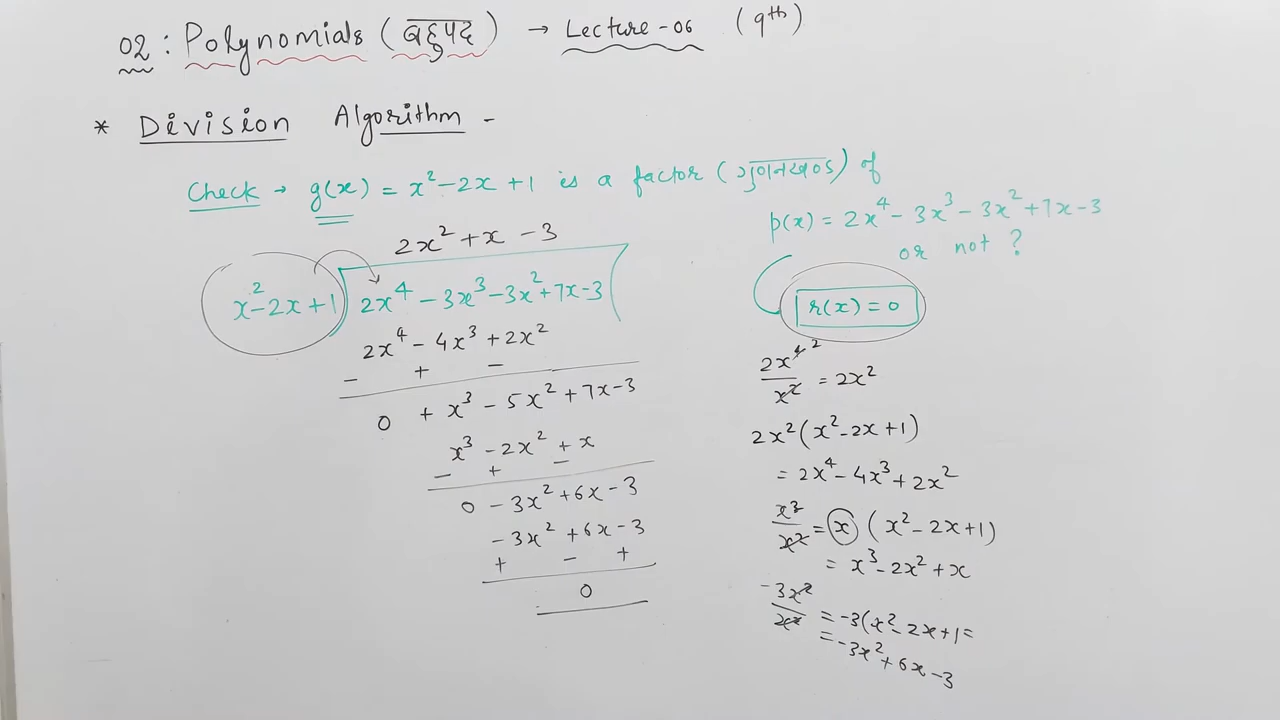 02 : Polynomials (बहुपद) → Lecture-06 (9th)
* Division Algorithm -
Check → g(x) = x² - 2x + 1 is a factor (गुणनखण्ड) of
p(x) = 2x⁴ - 3x³ - 3x² + 7x - 3
or not ?
2x² + x - 3
x² - 2x + 1 ) 2x⁴ - 3x³ - 3x² + 7x - 3 (
2x⁴ - 4x³ + 2x²
- + -
0 + x³ - 5x² + 7x - 3
x³ - 2x² + x
- + -
0 - 3x² + 6x - 3
- 3x² + 6x - 3
+ - +
0
r(x) = 0
2x⁴ ²
/ x² = 2x²
2x² (x² - 2x + 1)
= 2x⁴ - 4x³ + 2x²
x³ / x² = x (x² - 2x + 1)
= x³ - 2x² + x
-3x² / x² = -3(x² - 2x + 1 =
= -3x² + 6x - 3